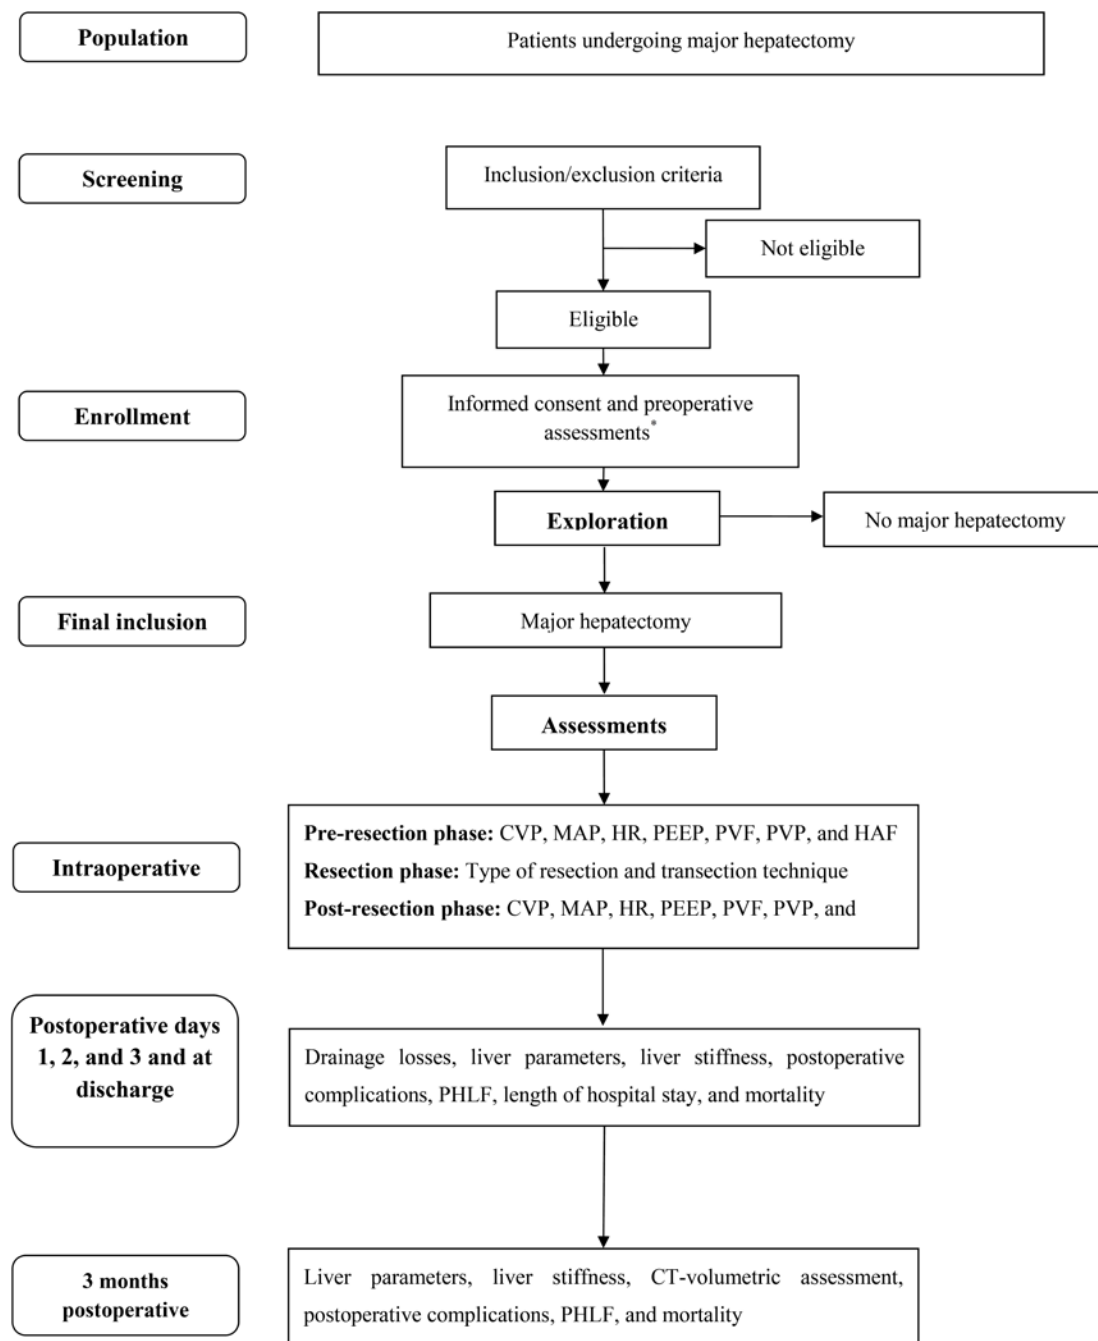 Population
Patients undergoing major hepatectomy
Screening
Inclusion/exclusion criteria
Not eligible
Eligible
Enrollment
Informed consent and preoperative
assessments*
Exploration
No major hepatectomy
Final inclusion
Major hepatectomy
Assessments
Intraoperative
Pre-resection phase: CVP, MAP, HR, PEEP, PVF, PVP, and HAF
Resection phase: Type of resection and transection technique
Post-resection phase: CVP, MAP, HR, PEEP, PVF, PVP, and
Postoperative days
1, 2, and 3 and at
discharge
Drainage losses, liver parameters, liver stiffness, postoperative
complications, PHLF, length of hospital stay, and mortality
3 months
postoperative
Liver parameters, liver stiffness, CT-volumetric assessment,
postoperative complications, PHLF, and mortality